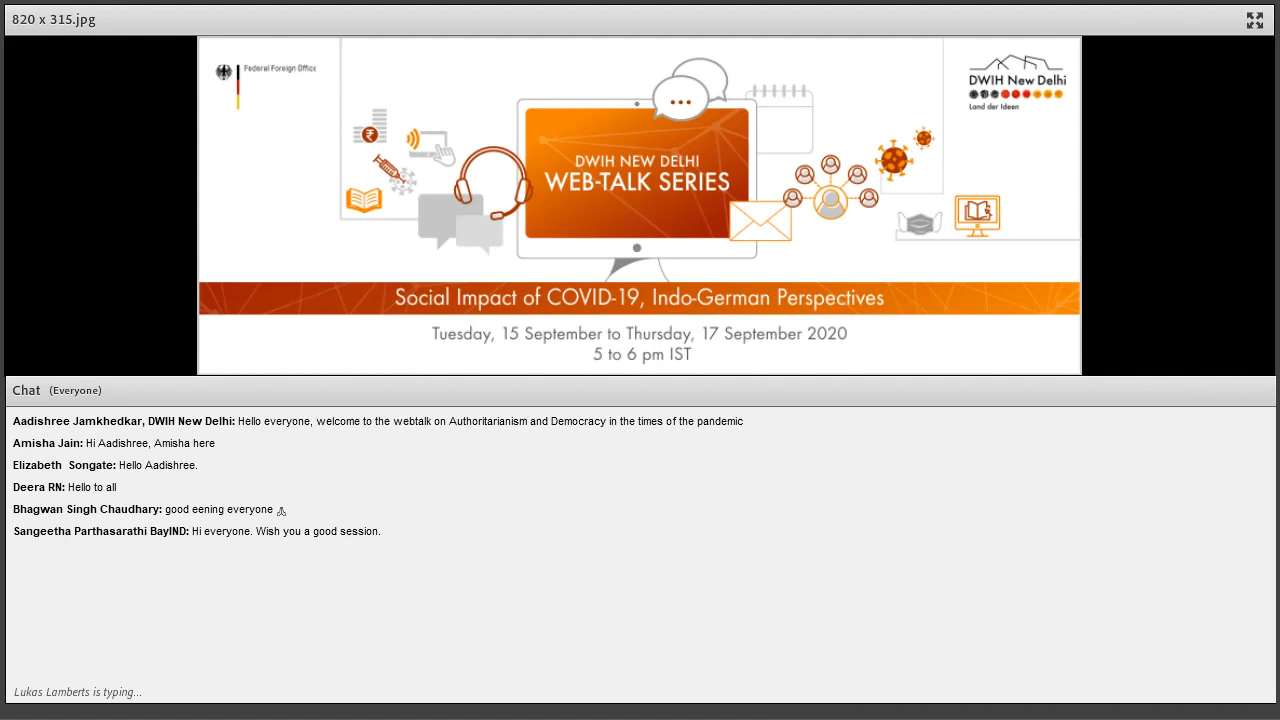 820 x 315.jpg
Federal Foreign Office
DWIH New Delhi
Land der Ideen
DWIH NEW DELHI
WEB-TALK SERIES
Social Impact of COVID-19, Indo-German Perspectives
Tuesday, 15 September to Thursday, 17 September 2020
5 to 6 pm IST
Chat (Everyone)
Aadishree Jamkhedkar, DWIH New Delhi: Hello everyone, welcome to the webtalk on Authoritarianism and Democracy in the times of the pandemic
Amisha Jain: Hi Aadishree, Amisha here
Elizabeth Songate: Hello Aadishree.
Deera RN: Hello to all
Bhagwan Singh Chaudhary: good eening everyone 🙏
Sangeetha Parthasarathi BayIND: Hi everyone. Wish you a good session.
Lukas Lamberts is typing...